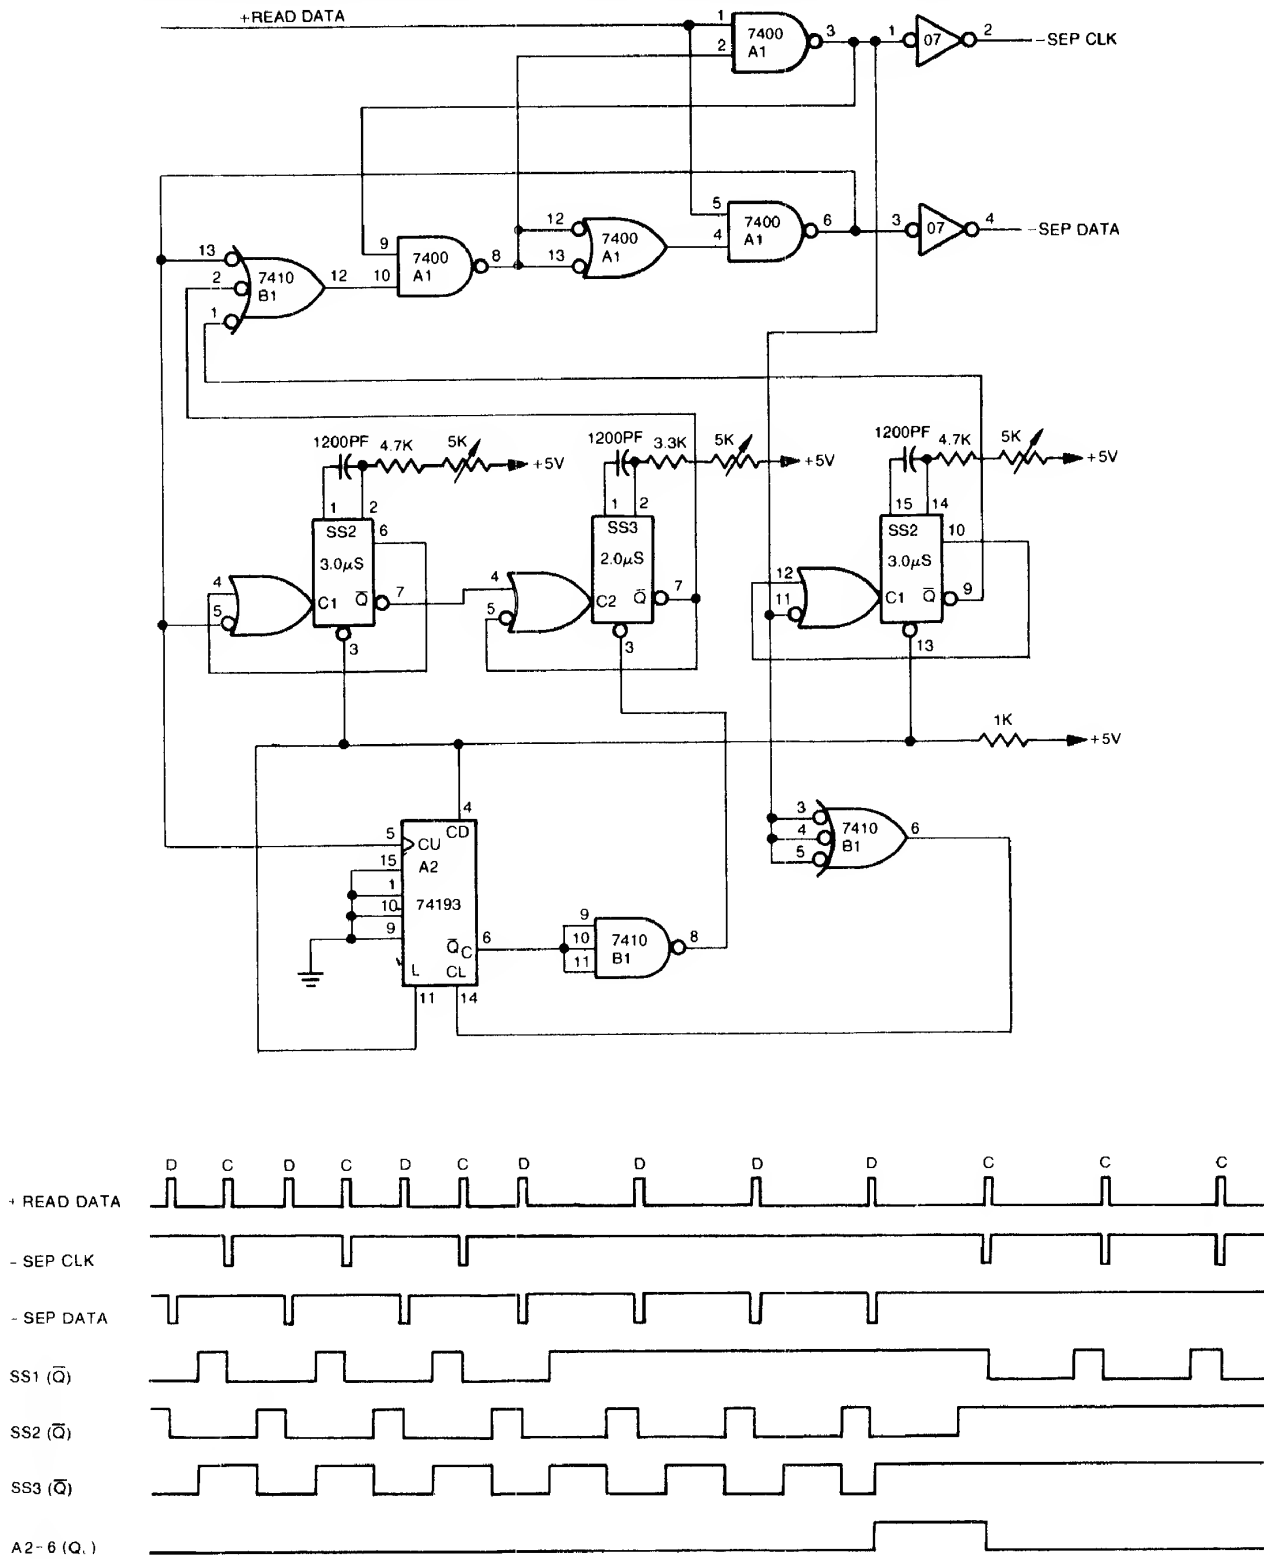 +READ DATA
1
7400
A1
2
3
1
07
2
-SEP CLK
5
7400
A1
4
6
3
07
4
-SEP DATA
12
7400
A1
13
9
7400
A1
10
8
13
2
7410
B1
1
12
1200PF
4.7K
5K
+5V
1
2
SS2
6
3.0µS
4
5
C1
Q̅
7
3
1200PF
3.3K
5K
+5V
1
2
SS3
2.0µS
4
5
C2
Q̅
7
3
1200PF
4.7K
5K
+5V
15
14
SS2
10
3.0µS
12
11
C1
Q̅
9
13
1K
+5V
4
5
CU
CD
15
A2
1
74193
10
9
Q̅C
6
L
CL
11
14
9
10
11
7410
B1
8
3
4
5
7410
B1
6
D C D C D C D D D D C C C
+ READ DATA
- SEP CLK
- SEP DATA
SS1 (Q̅)
SS2 (Q̅)
SS3 (Q̅)
A2-6